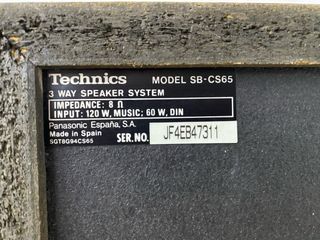 Technics MODEL SB-CS65
3 WAY SPEAKER SYSTEM
IMPEDANCE: 8 Ω
INPUT: 120 W, MUSIC; 60 W, DIN
Panasonic España, S.A.
Made in Spain
SGT8G94CS65
SER.NO. JF4EB47311